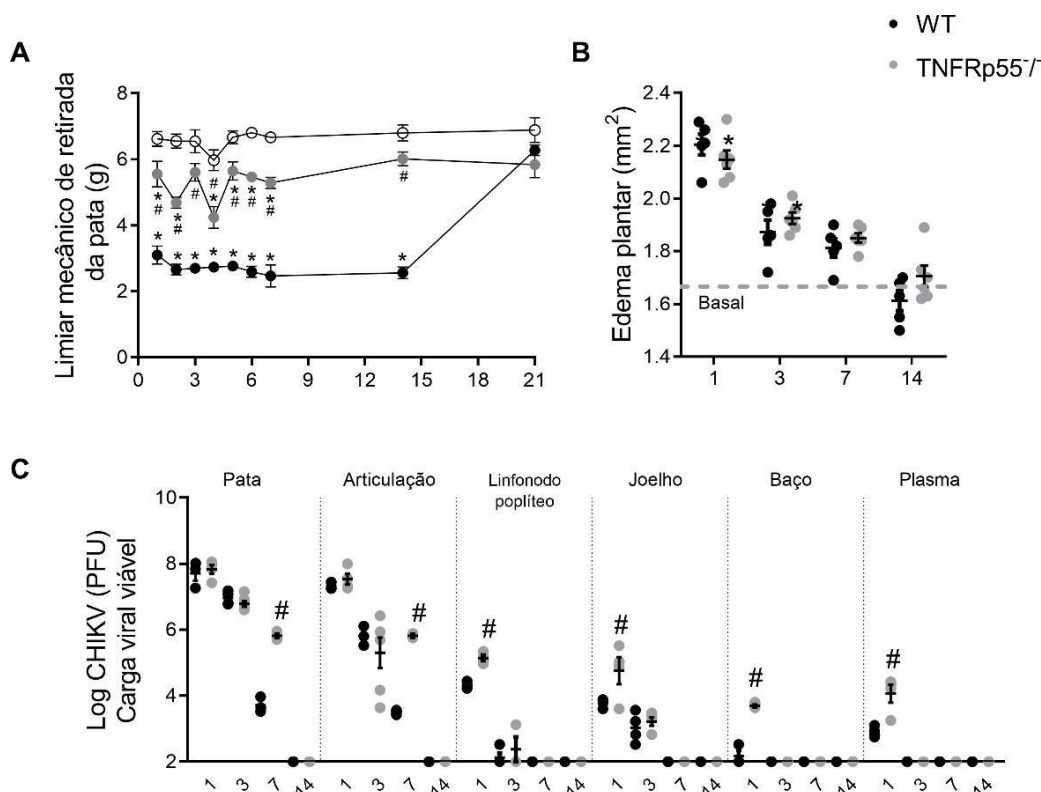 WT
TNFRp55-/-
A
B
Limiar mecânico de retirada
da pata (g)
8
6
4
2
0
0 3 6 9 12 15 18 21
* # * # # # * * # * # * #
#
* * * * * * * *
Edema plantar (mm²)
2.4
2.2
2.0
1.8
1.6
1.4
* *
Basal
1 3 7 14
C
Pata Articulação Linfonodo poplíteo Joelho Baço Plasma
Log CHIKV (PFU)
Carga viral viável
10
8
6
4
2
# # # # # #
1 3 7 14 1 3 7 14 1 3 7 14 1 3 7 14 1 3 7 14 1 3 7 14